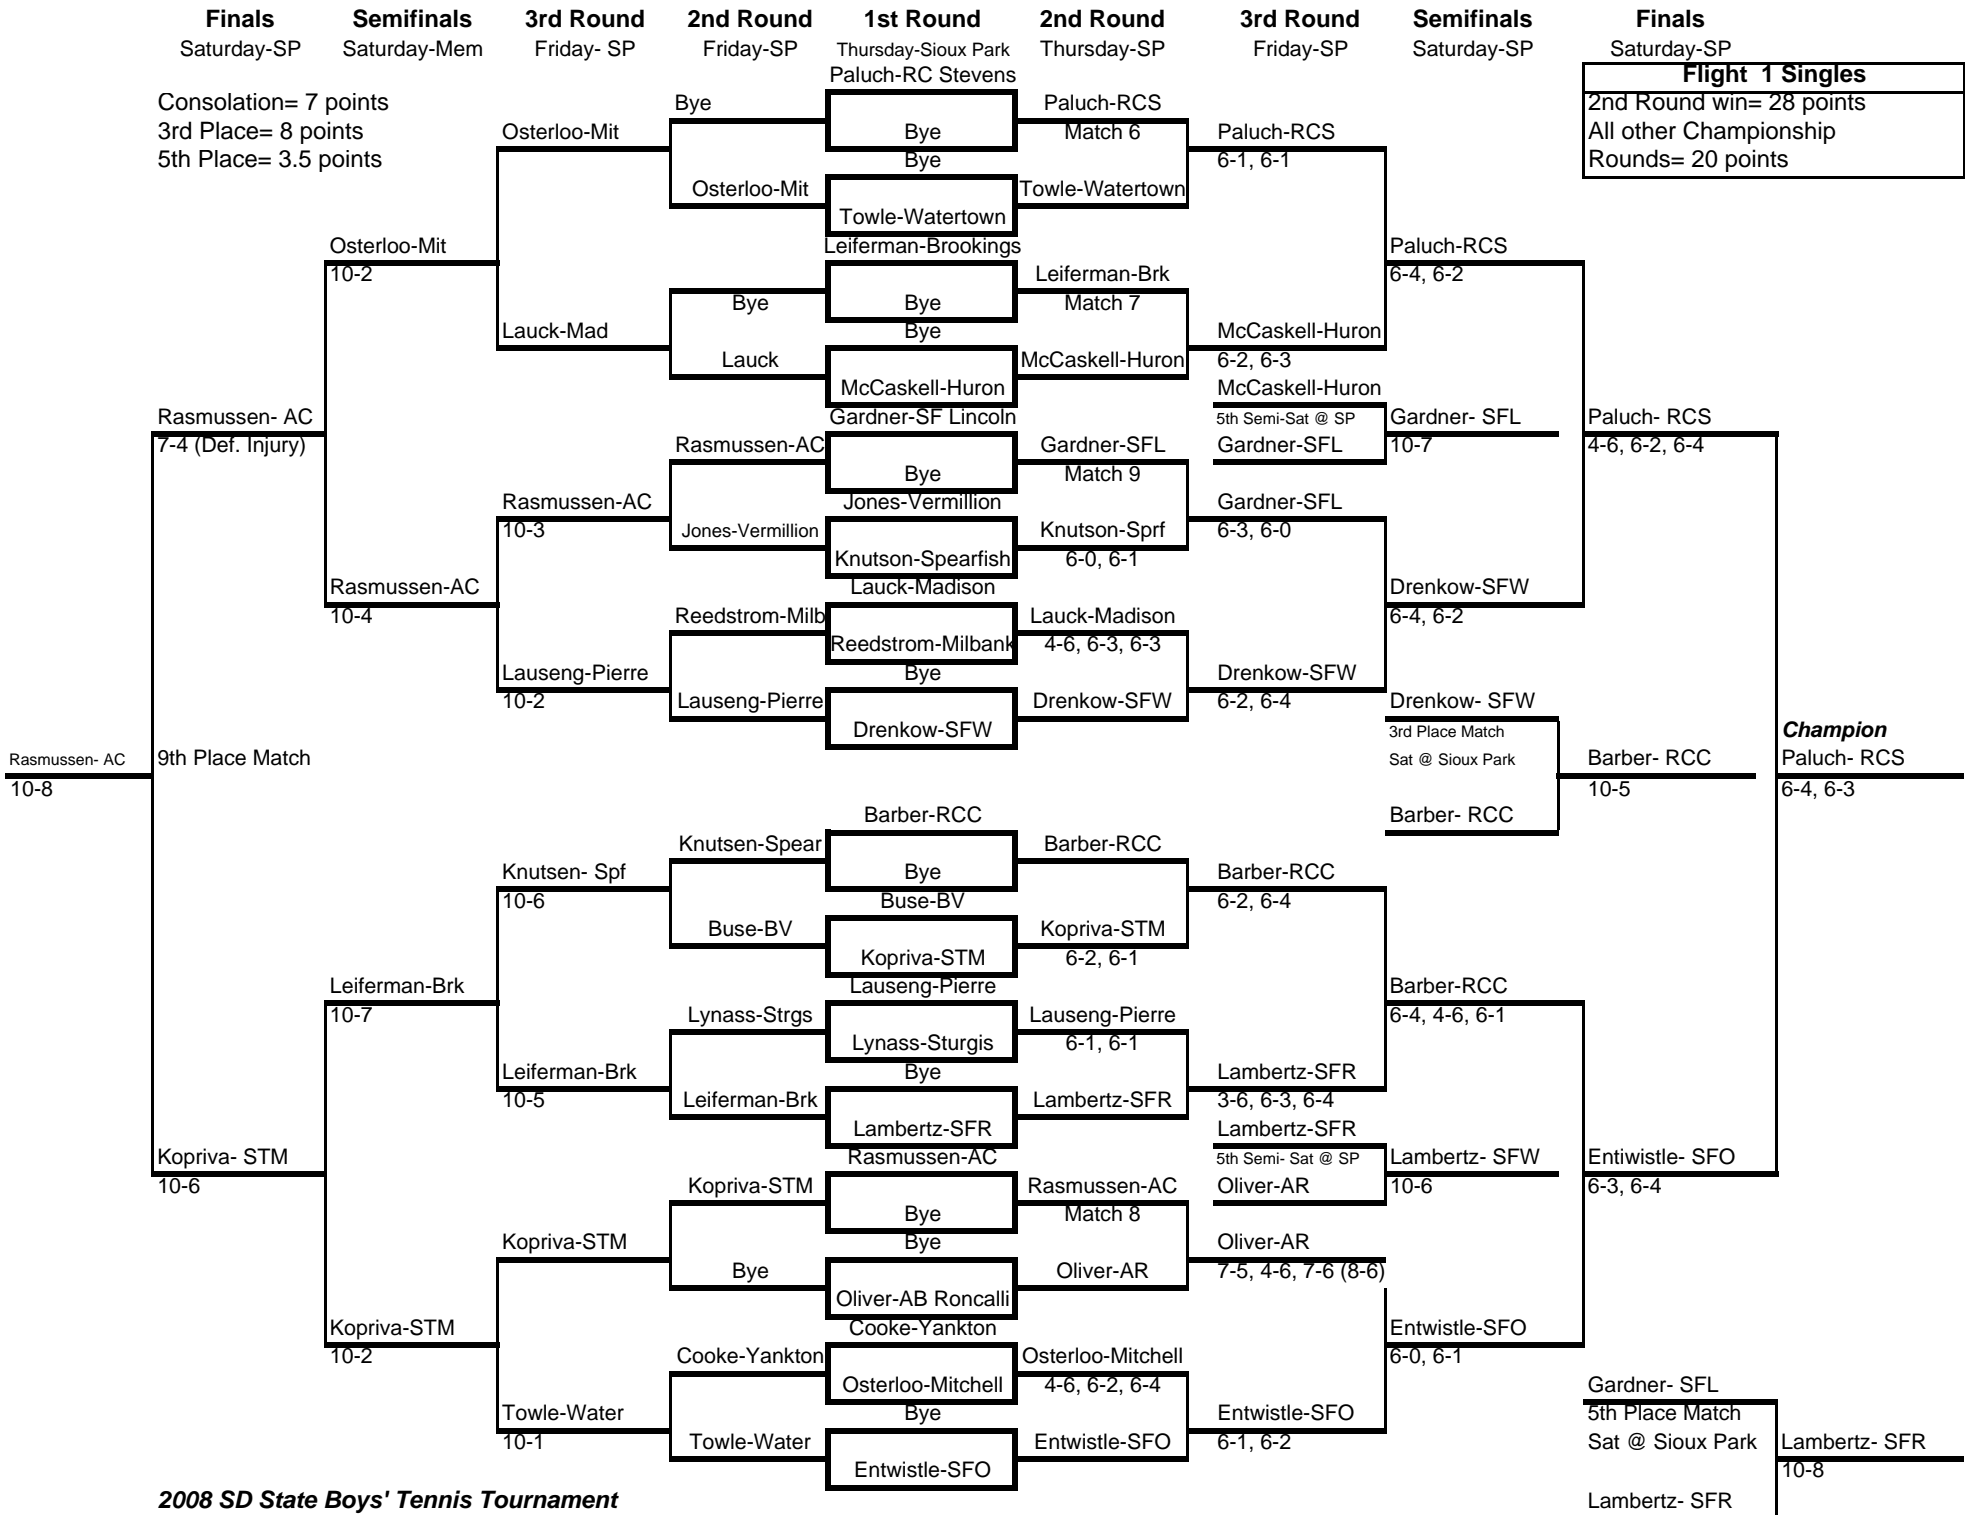 Finals Semifinals 3rd Round 2nd Round 1st Round 2nd Round 3rd Round Semifinals Finals
Saturday-SP Saturday-Mem Friday- SP Friday-SP Thursday-Sioux Park Thursday-SP Friday-SP Saturday-SP Saturday-SP
Paluch-RC Stevens Flight 1 Singles
Consolation= 7 points Bye Paluch-RCS 2nd Round win= 28 points
3rd Place= 8 points Osterloo-Mit Bye Match 6 Paluch-RCS All other Championship
5th Place= 3.5 points Bye 6-1, 6-1 Rounds= 20 points
Osterloo-Mit Towle-Watertown
Towle-Watertown
Osterloo-Mit Leiferman-Brookings Paluch-RCS
10-2 Leiferman-Brk 6-4, 6-2
Bye Bye Match 7
Lauck-Mad Bye McCaskell-Huron
Lauck McCaskell-Huron 6-2, 6-3
McCaskell-Huron McCaskell-Huron
Rasmussen- AC Gardner-SF Lincoln 5th Semi-Sat @ SP Gardner- SFL Paluch- RCS
7-4 (Def. Injury) Rasmussen-AC Gardner-SFL Gardner-SFL 10-7 4-6, 6-2, 6-4
Bye Match 9
Rasmussen-AC Jones-Vermillion Gardner-SFL
10-3 Jones-Vermillion Knutson-Sprf 6-3, 6-0
Knutson-Spearfish 6-0, 6-1
Rasmussen-AC Lauck-Madison Drenkow-SFW
10-4 Reedstrom-Milb Lauck-Madison 6-4, 6-2
Reedstrom-Milbank 4-6, 6-3, 6-3
Lauseng-Pierre Bye Drenkow-SFW
10-2 Lauseng-Pierre Drenkow-SFW 6-2, 6-4 Drenkow- SFW
Drenkow-SFW 3rd Place Match Champion
Rasmussen- AC 9th Place Match Sat @ Sioux Park Barber- RCC Paluch- RCS
10-8 10-5 6-4, 6-3
Barber-RCC Barber- RCC
Knutsen-Spear Barber-RCC
Knutsen- Spf Bye Barber-RCC
10-6 Buse-BV 6-2, 6-4
Buse-BV Kopriva-STM
Kopriva-STM 6-2, 6-1
Leiferman-Brk Lauseng-Pierre Barber-RCC
10-7 Lynass-Strgs Lauseng-Pierre 6-4, 4-6, 6-1
Lynass-Sturgis 6-1, 6-1
Leiferman-Brk Bye Lambertz-SFR
10-5 Leiferman-Brk Lambertz-SFR 3-6, 6-3, 6-4
Lambertz-SFR Lambertz-SFR
Kopriva- STM Rasmussen-AC 5th Semi- Sat @ SP Lambertz- SFW Entiwistle- SFO
10-6 Kopriva-STM Rasmussen-AC Oliver-AR 10-6 6-3, 6-4
Bye Match 8
Kopriva-STM Bye Oliver-AR
Bye Oliver-AR 7-5, 4-6, 7-6 (8-6)
Oliver-AB Roncalli
Kopriva-STM Cooke-Yankton Entwistle-SFO
10-2 Cooke-Yankton Osterloo-Mitchell 6-0, 6-1
Osterloo-Mitchell 4-6, 6-2, 6-4 Gardner- SFL
Towle-Water Bye Entwistle-SFO 5th Place Match
10-1 Towle-Water Entwistle-SFO 6-1, 6-2 Sat @ Sioux Park Lambertz- SFR
Entwistle-SFO 10-8
2008 SD State Boys' Tennis Tournament Lambertz- SFR